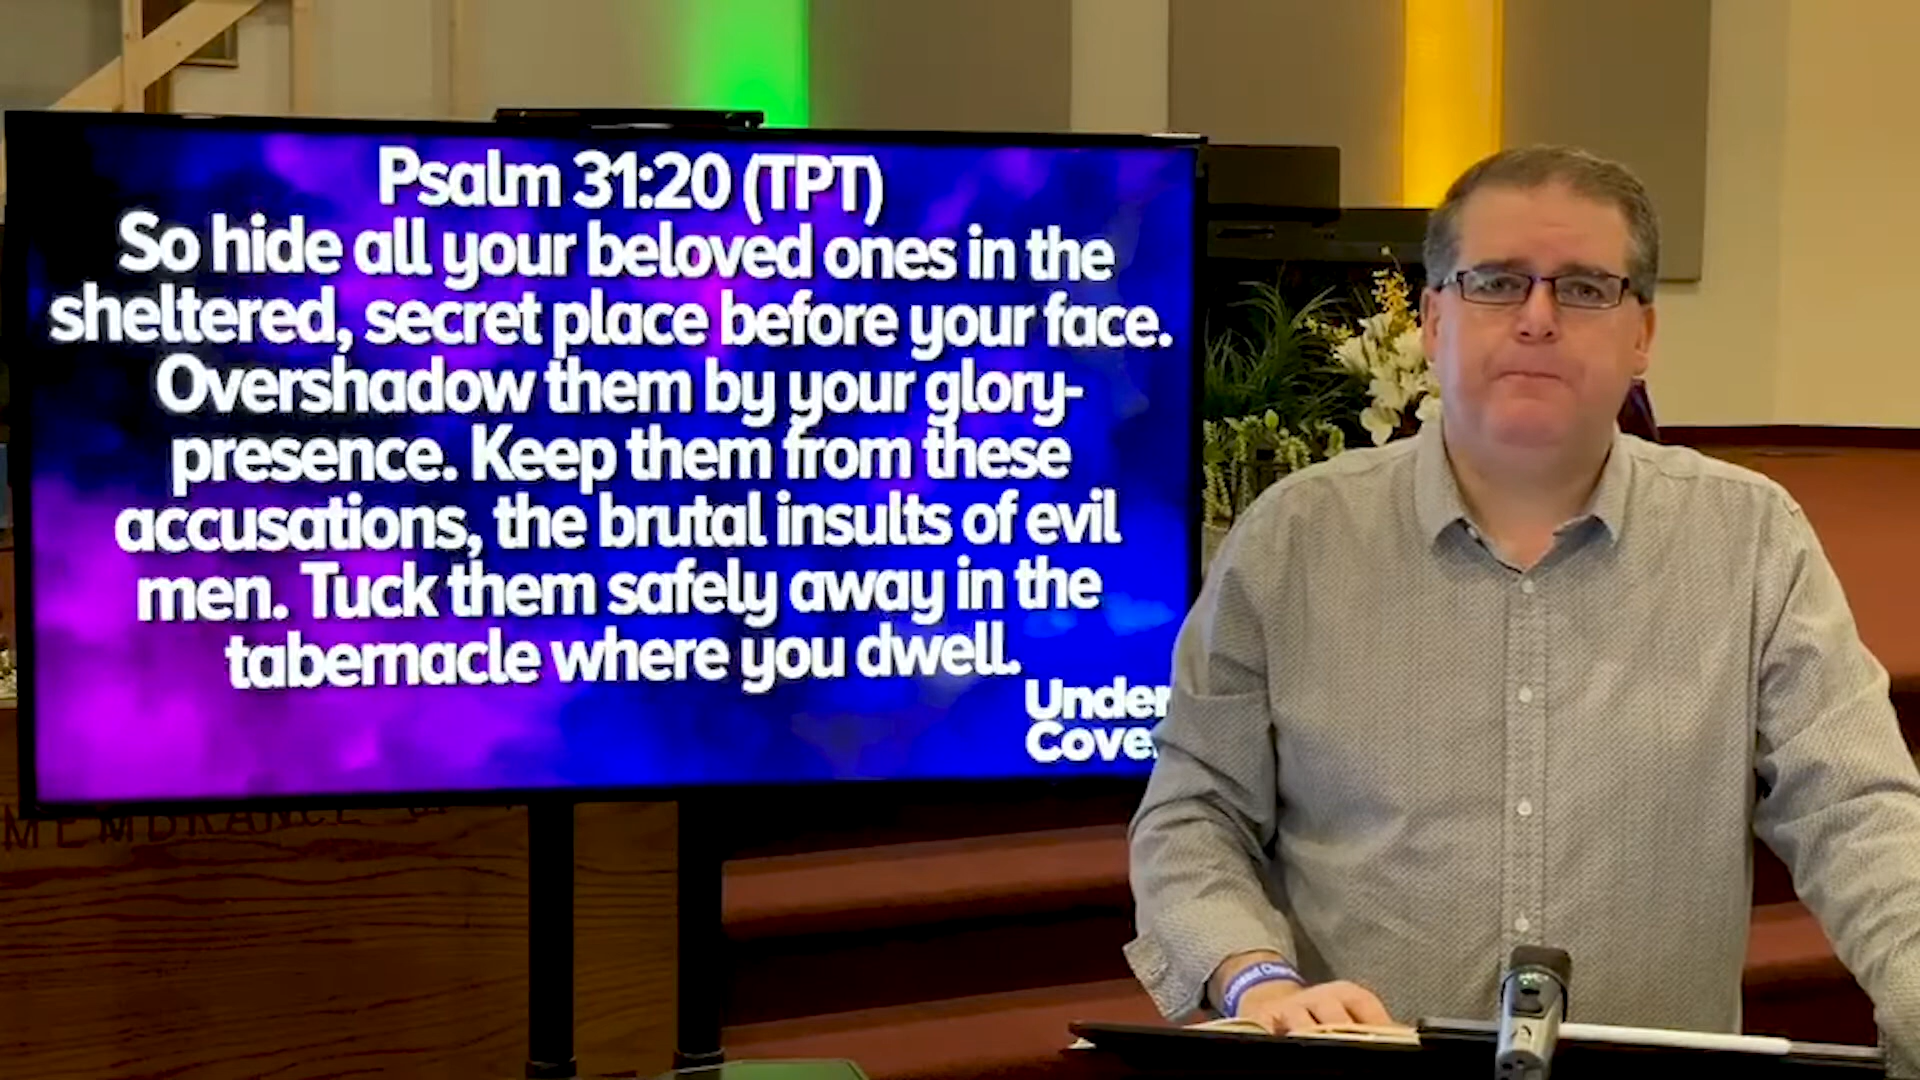 Psalm 31:20 (TPT)
So hide all your beloved ones in the
sheltered, secret place before your face.
Overshadow them by your glory-
presence. Keep them from these
accusations, the brutal insults of evil
men. Tuck them safely away in the
tabernacle where you dwell.
Under